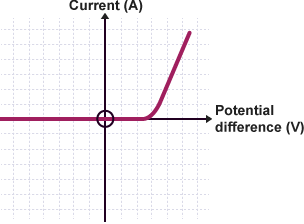 Current (A)
Potential
difference (V)